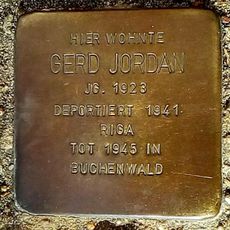 HIER WOHNTE
GERD JORDAN
JG. 1923
DEPORTIERT 1941
RIGA
TOT 1945 IN
BUCHENWALD